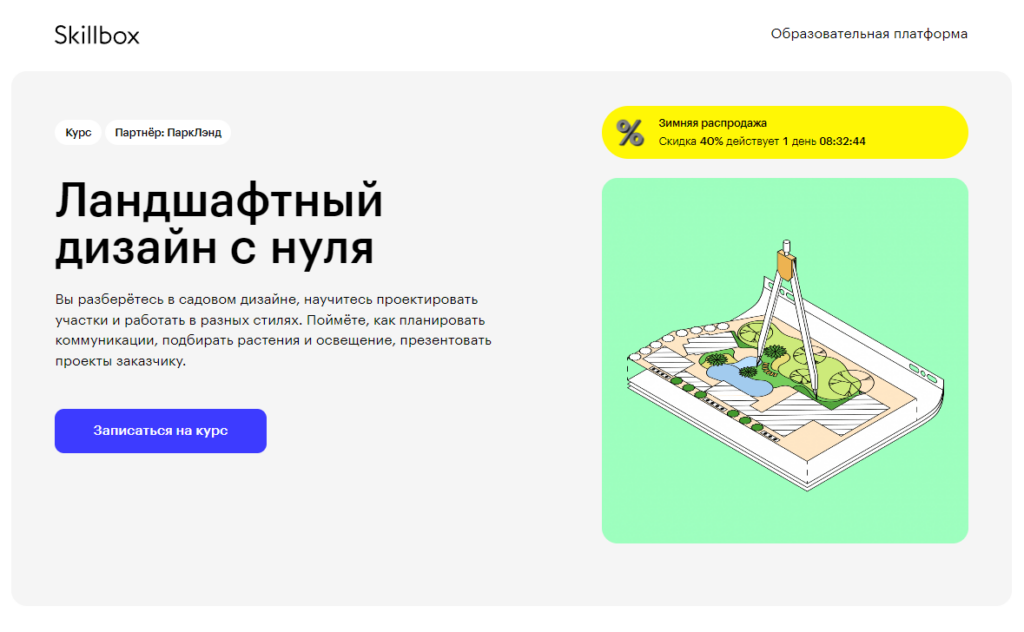 Skillbox
Образовательная платформа
Курс
Партнёр: ПаркЛэнд
Зимняя распродажа
Скидка 40% действует 1 день 08:32:44
Ландшафтный
дизайн с нуля
Вы разберётесь в садовом дизайне, научитесь проектировать
участки и работать в разных стилях. Поймёте, как планировать
коммуникации, подбирать растения и освещение, презентовать
проекты заказчику.
Записаться на курс